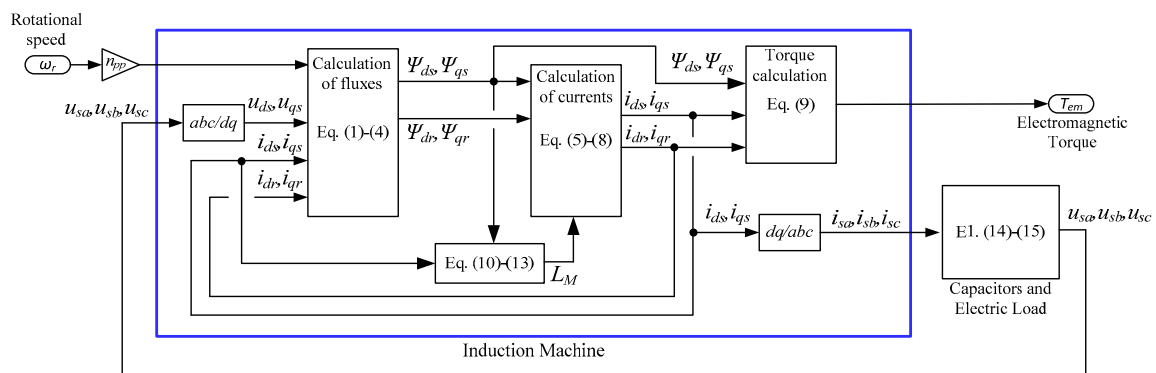 Rotational
speed
ω_r
n_pp
u_sa,u_sb,u_sc
abc/dq
u_ds,u_qs
i_ds,i_qs
i_dr,i_qr
Calculation
of fluxes
Eq. (1)-(4)
Ψ_ds,Ψ_qs
Ψ_dr,Ψ_qr
Calculation
of currents
Eq. (5)-(8)
Ψ_ds,Ψ_qs
i_ds,i_qs
i_dr,i_qr
Torque
calculation
Eq. (9)
T_em
Electromagnetic
Torque
Eq. (10)-(13)
L_M
i_ds,i_qs
dq/abc
i_sa,i_sb,i_sc
E1. (14)-(15)
Capacitors and
Electric Load
u_sa,u_sb,u_sc
Induction Machine